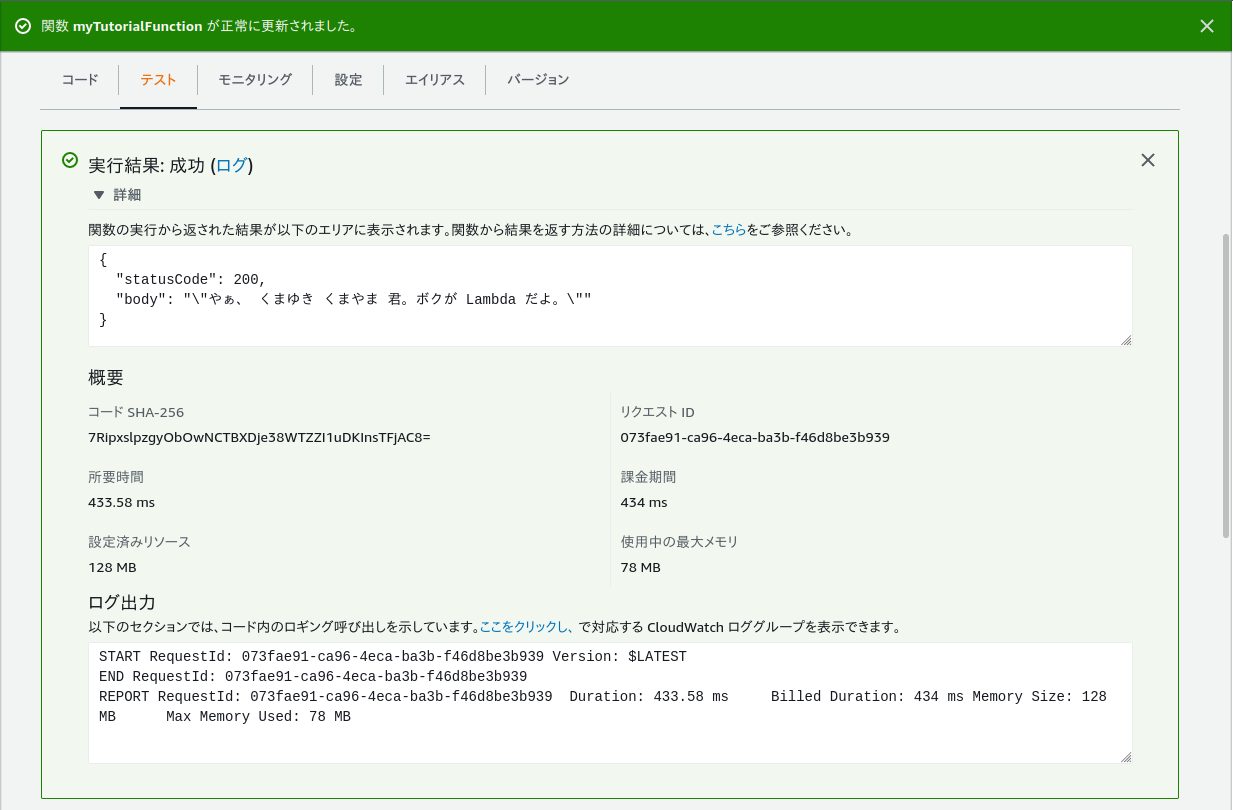 関数 myTutorialFunction が正常に更新されました。
コード テスト モニタリング 設定 エイリアス バージョン
実行結果: 成功 (ログ)
▼ 詳細
関数の実行から返された結果が以下のエリアに表示されます。関数から結果を返す方法の詳細については、こちらをご参照ください。
{
  "statusCode": 200,
  "body": "\"やぁ、 くまゆき くまやま 君。ボクが Lambda だよ。\""
}
概要
コード SHA-256
7RipxslpzgyObOwNCTBXDje38WTZZI1uDKInsTFjAC8=
リクエスト ID
073fae91-ca96-4eca-ba3b-f46d8be3b939
所要時間
433.58 ms
課金期間
434 ms
設定済みリソース
128 MB
使用中の最大メモリ
78 MB
ログ出力
以下のセクションでは、コード内のロギング呼び出しを示しています。ここをクリックし、 で対応する CloudWatch ロググループを表示できます。
START RequestId: 073fae91-ca96-4eca-ba3b-f46d8be3b939 Version: $LATEST
END RequestId: 073fae91-ca96-4eca-ba3b-f46d8be3b939
REPORT RequestId: 073fae91-ca96-4eca-ba3b-f46d8be3b939  Duration: 433.58 ms     Billed Duration: 434 ms Memory Size: 128
MB      Max Memory Used: 78 MB